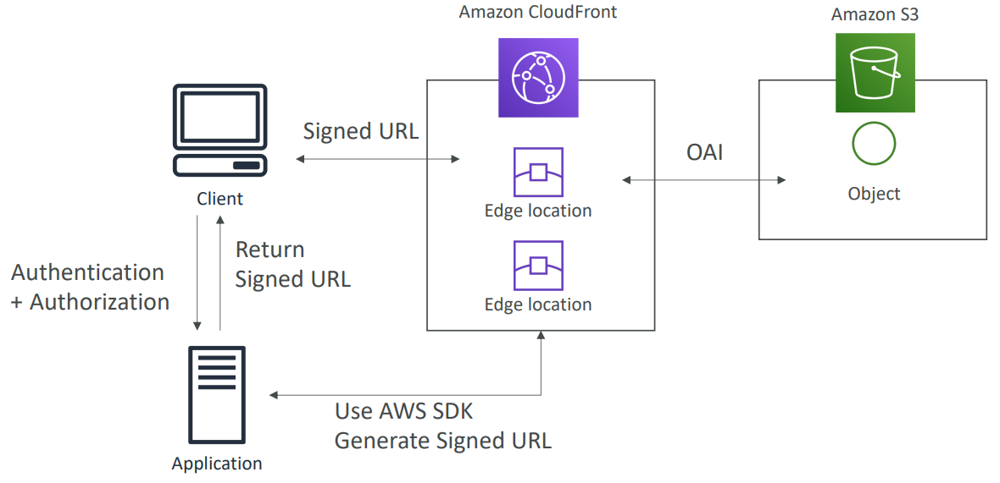 Amazon CloudFront
Amazon S3
Signed URL
OAI
Client
Object
Edge location
Return
Signed URL
Authentication
+ Authorization
Edge location
Use AWS SDK
Generate Signed URL
Application